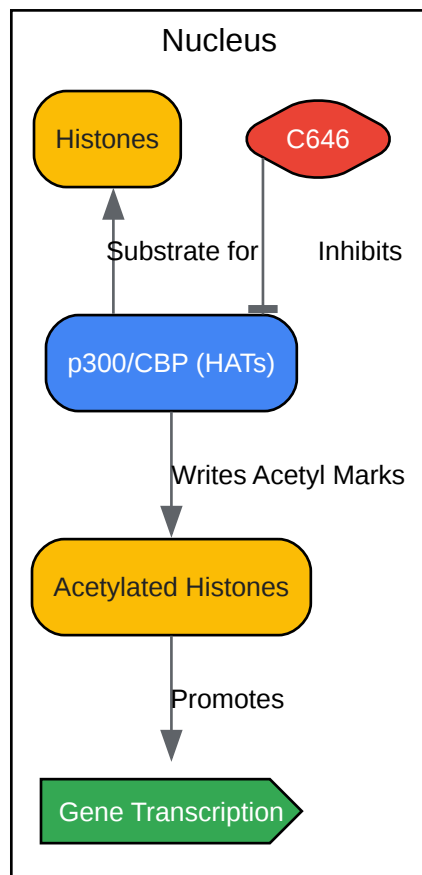 Nucleus
Histones
C646
Substrate for
Inhibits
p300/CBP (HATs)
Writes Acetyl Marks
Acetylated Histones
Promotes
Gene Transcription